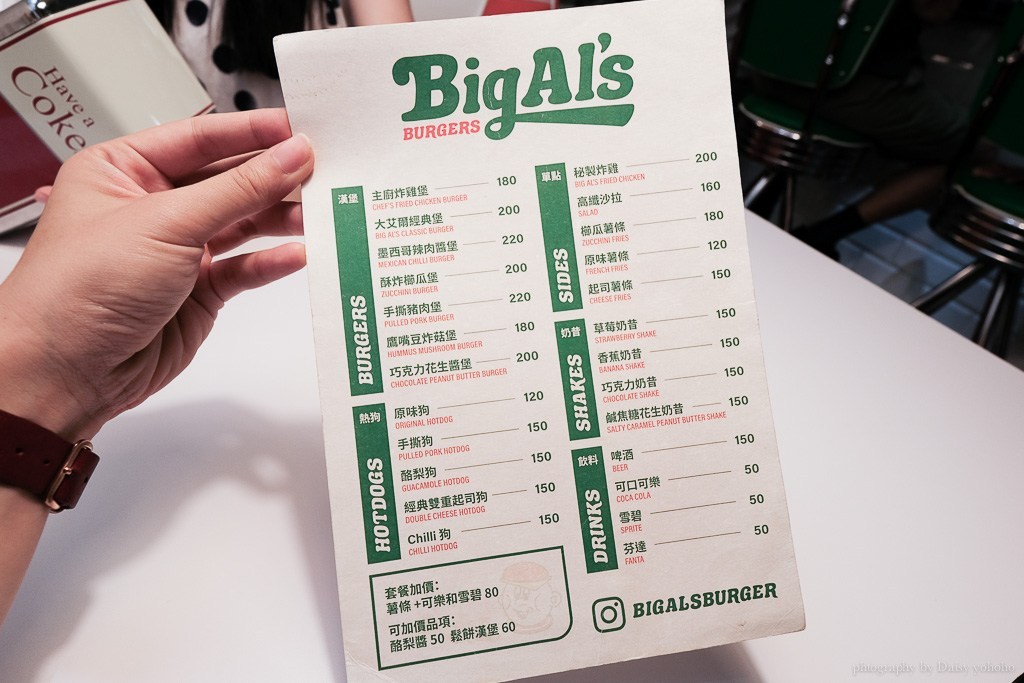 Have a
Coke
Big Al's
BURGERS
漢堡
BURGERS
主廚炸雞堡 180
CHEF'S FRIED CHICKEN BURGER
大艾爾經典堡 200
BIG AL'S CLASSIC BURGER
墨西哥辣肉醬堡 220
MEXICAN CHILLI BURGER
酥炸櫛瓜堡 200
ZUCCHINI BURGER
手撕豬肉堡 220
PULLED PORK BURGER
鷹嘴豆炸菇堡 180
HUMMUS MUSHROOM BURGER
巧克力花生醬堡 200
CHOCOLATE PEANUT BUTTER BURGER
熱狗
HOTDOGS
原味狗 120
ORIGINAL HOTDOG
手撕狗 150
PULLED PORK HOTDOG
酪梨狗 150
GUACAMOLE HOTDOG
經典雙重起司狗 150
DOUBLE CHEESE HOTDOG
Chilli 狗 150
CHILLI HOTDOG
套餐加價:
薯條 +可樂和雪碧 80
可加價品項:
酪梨醬 50 鬆餅漢堡 60
單點
SIDES
秘製炸雞 200
BIG AL'S FRIED CHICKEN
高纖沙拉 160
SALAD
櫛瓜薯條 180
ZUCCHINI FRIES
原味薯條 120
FRENCH FRIES
起司薯條 150
CHEESE FRIES
奶昔
SHAKES
草莓奶昔 150
STRAWBERRY SHAKE
香蕉奶昔 150
BANANA SHAKE
巧克力奶昔 150
CHOCOLATE SHAKE
鹹焦糖花生奶昔 150
SALTY CARAMEL PEANUT BUTTER SHAKE
飲料
DRINKS
啤酒 150
BEER
可口可樂 50
COCA COLA
雪碧 50
SPRITE
芬達 50
FANTA
BIGALSBURGER
photography by Daisy yohoho